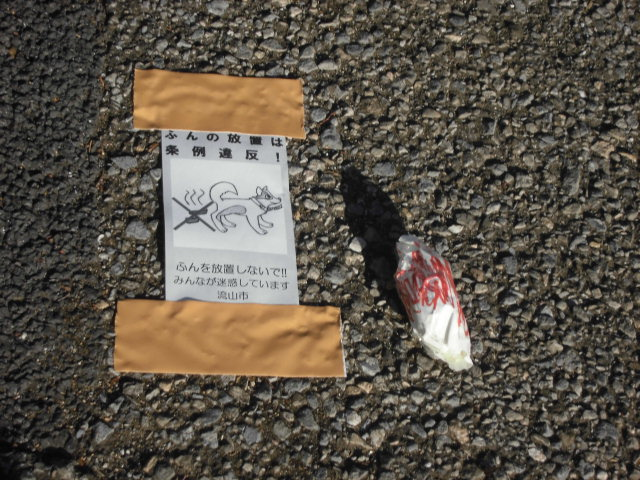 ふんの放置は
条例違反！
ふんを放置しないで!!
みんなが迷惑しています
流山市